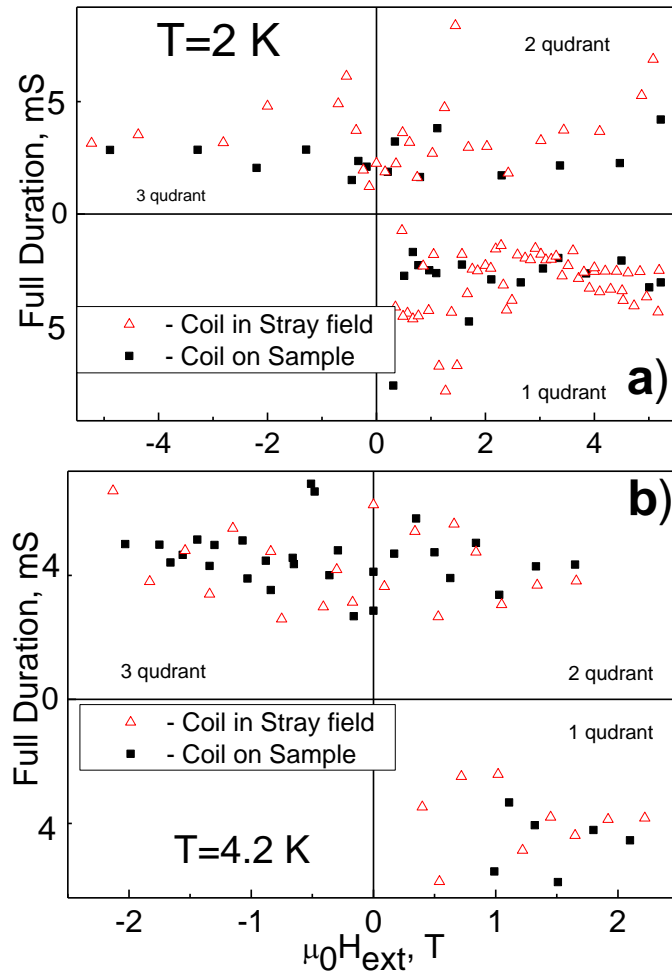 T=2 K
2 qudrant
Full Duration, mS
5
3 qudrant
0
- Coil in Stray field
- Coil on Sample
5
1 qudrant
a)
-4 -2 0 2 4
b)
Full Duration, mS
4
3 qudrant
2 qudrant
0
- Coil in Stray field
- Coil on Sample
1 qudrant
4
T=4.2 K
-2 -1 0 1 2
μ0Hext, T